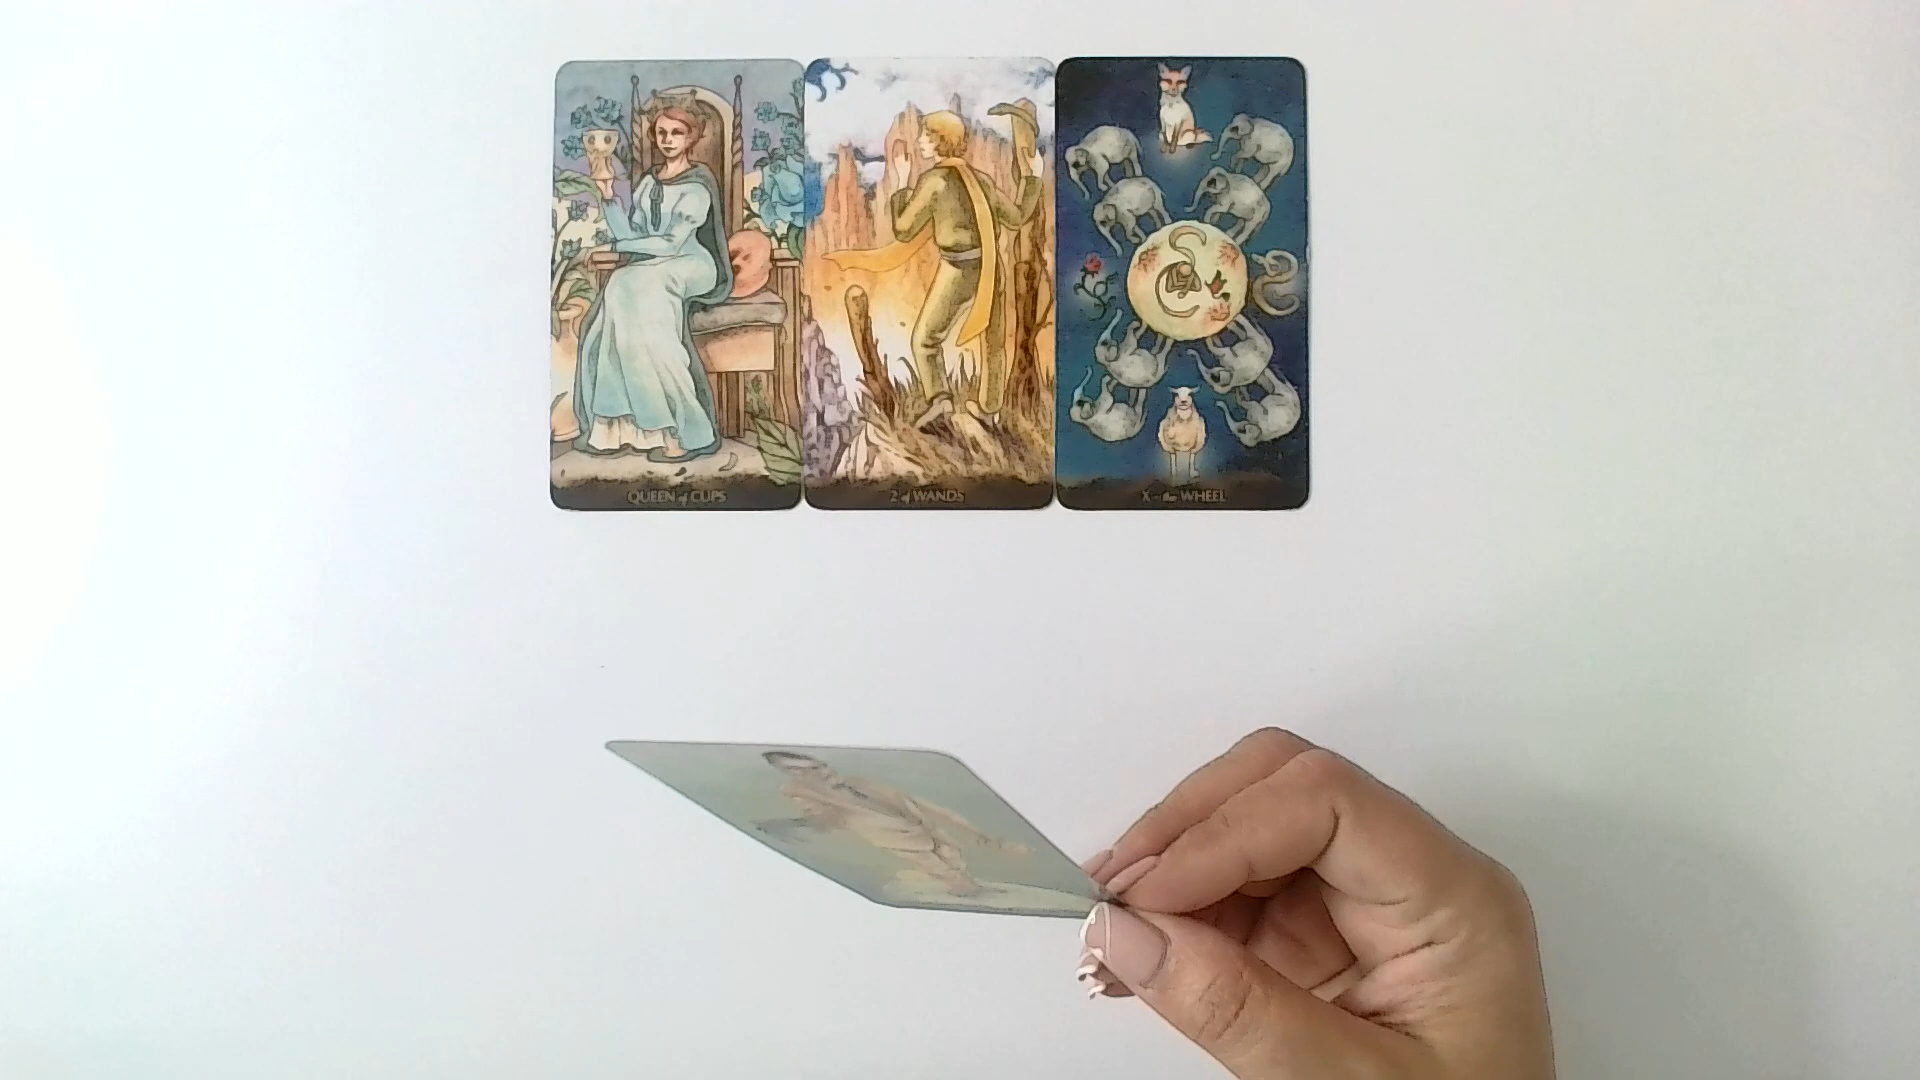 QUEEN of CUPS
2 of WANDS
X - the WHEEL